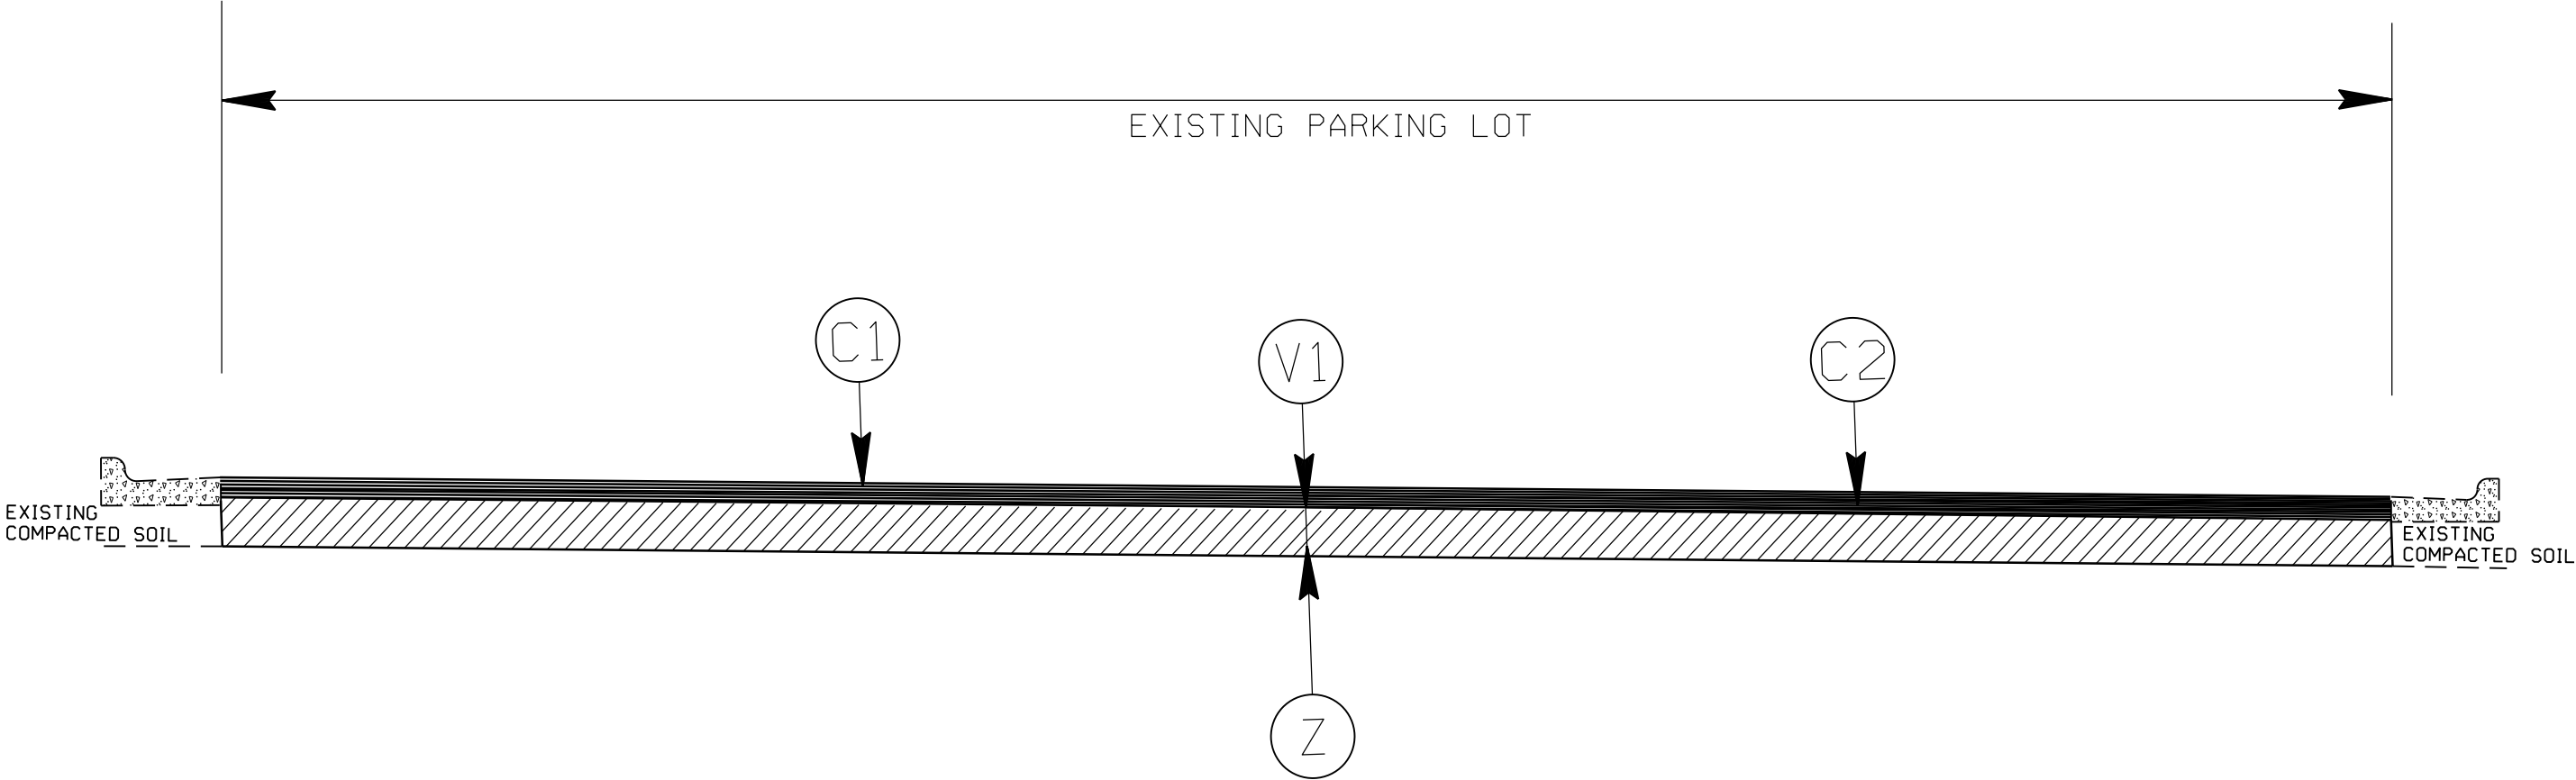 EXISTING PARKING LOT
C1
V1
C2
EXISTING
COMPACTED SOIL
EXISTING
COMPACTED SOIL
Z